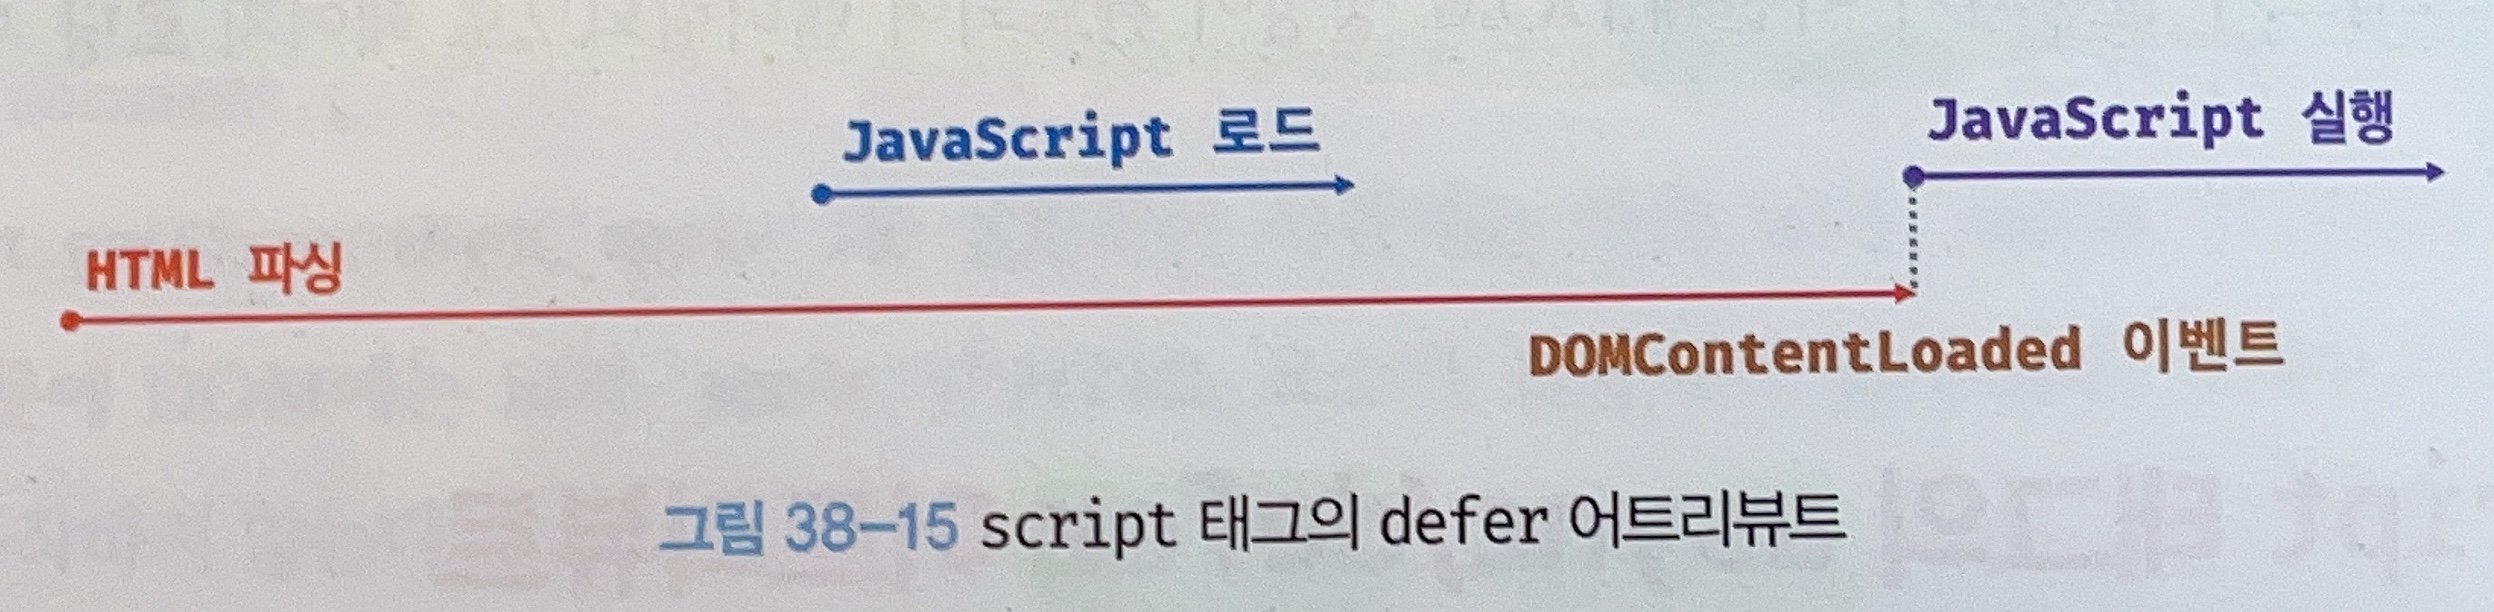 JavaScript 로드
JavaScript 실행
HTML 파싱
DOMContentLoaded 이벤트
그림 38-15 script 태그의 defer 어트리뷰트